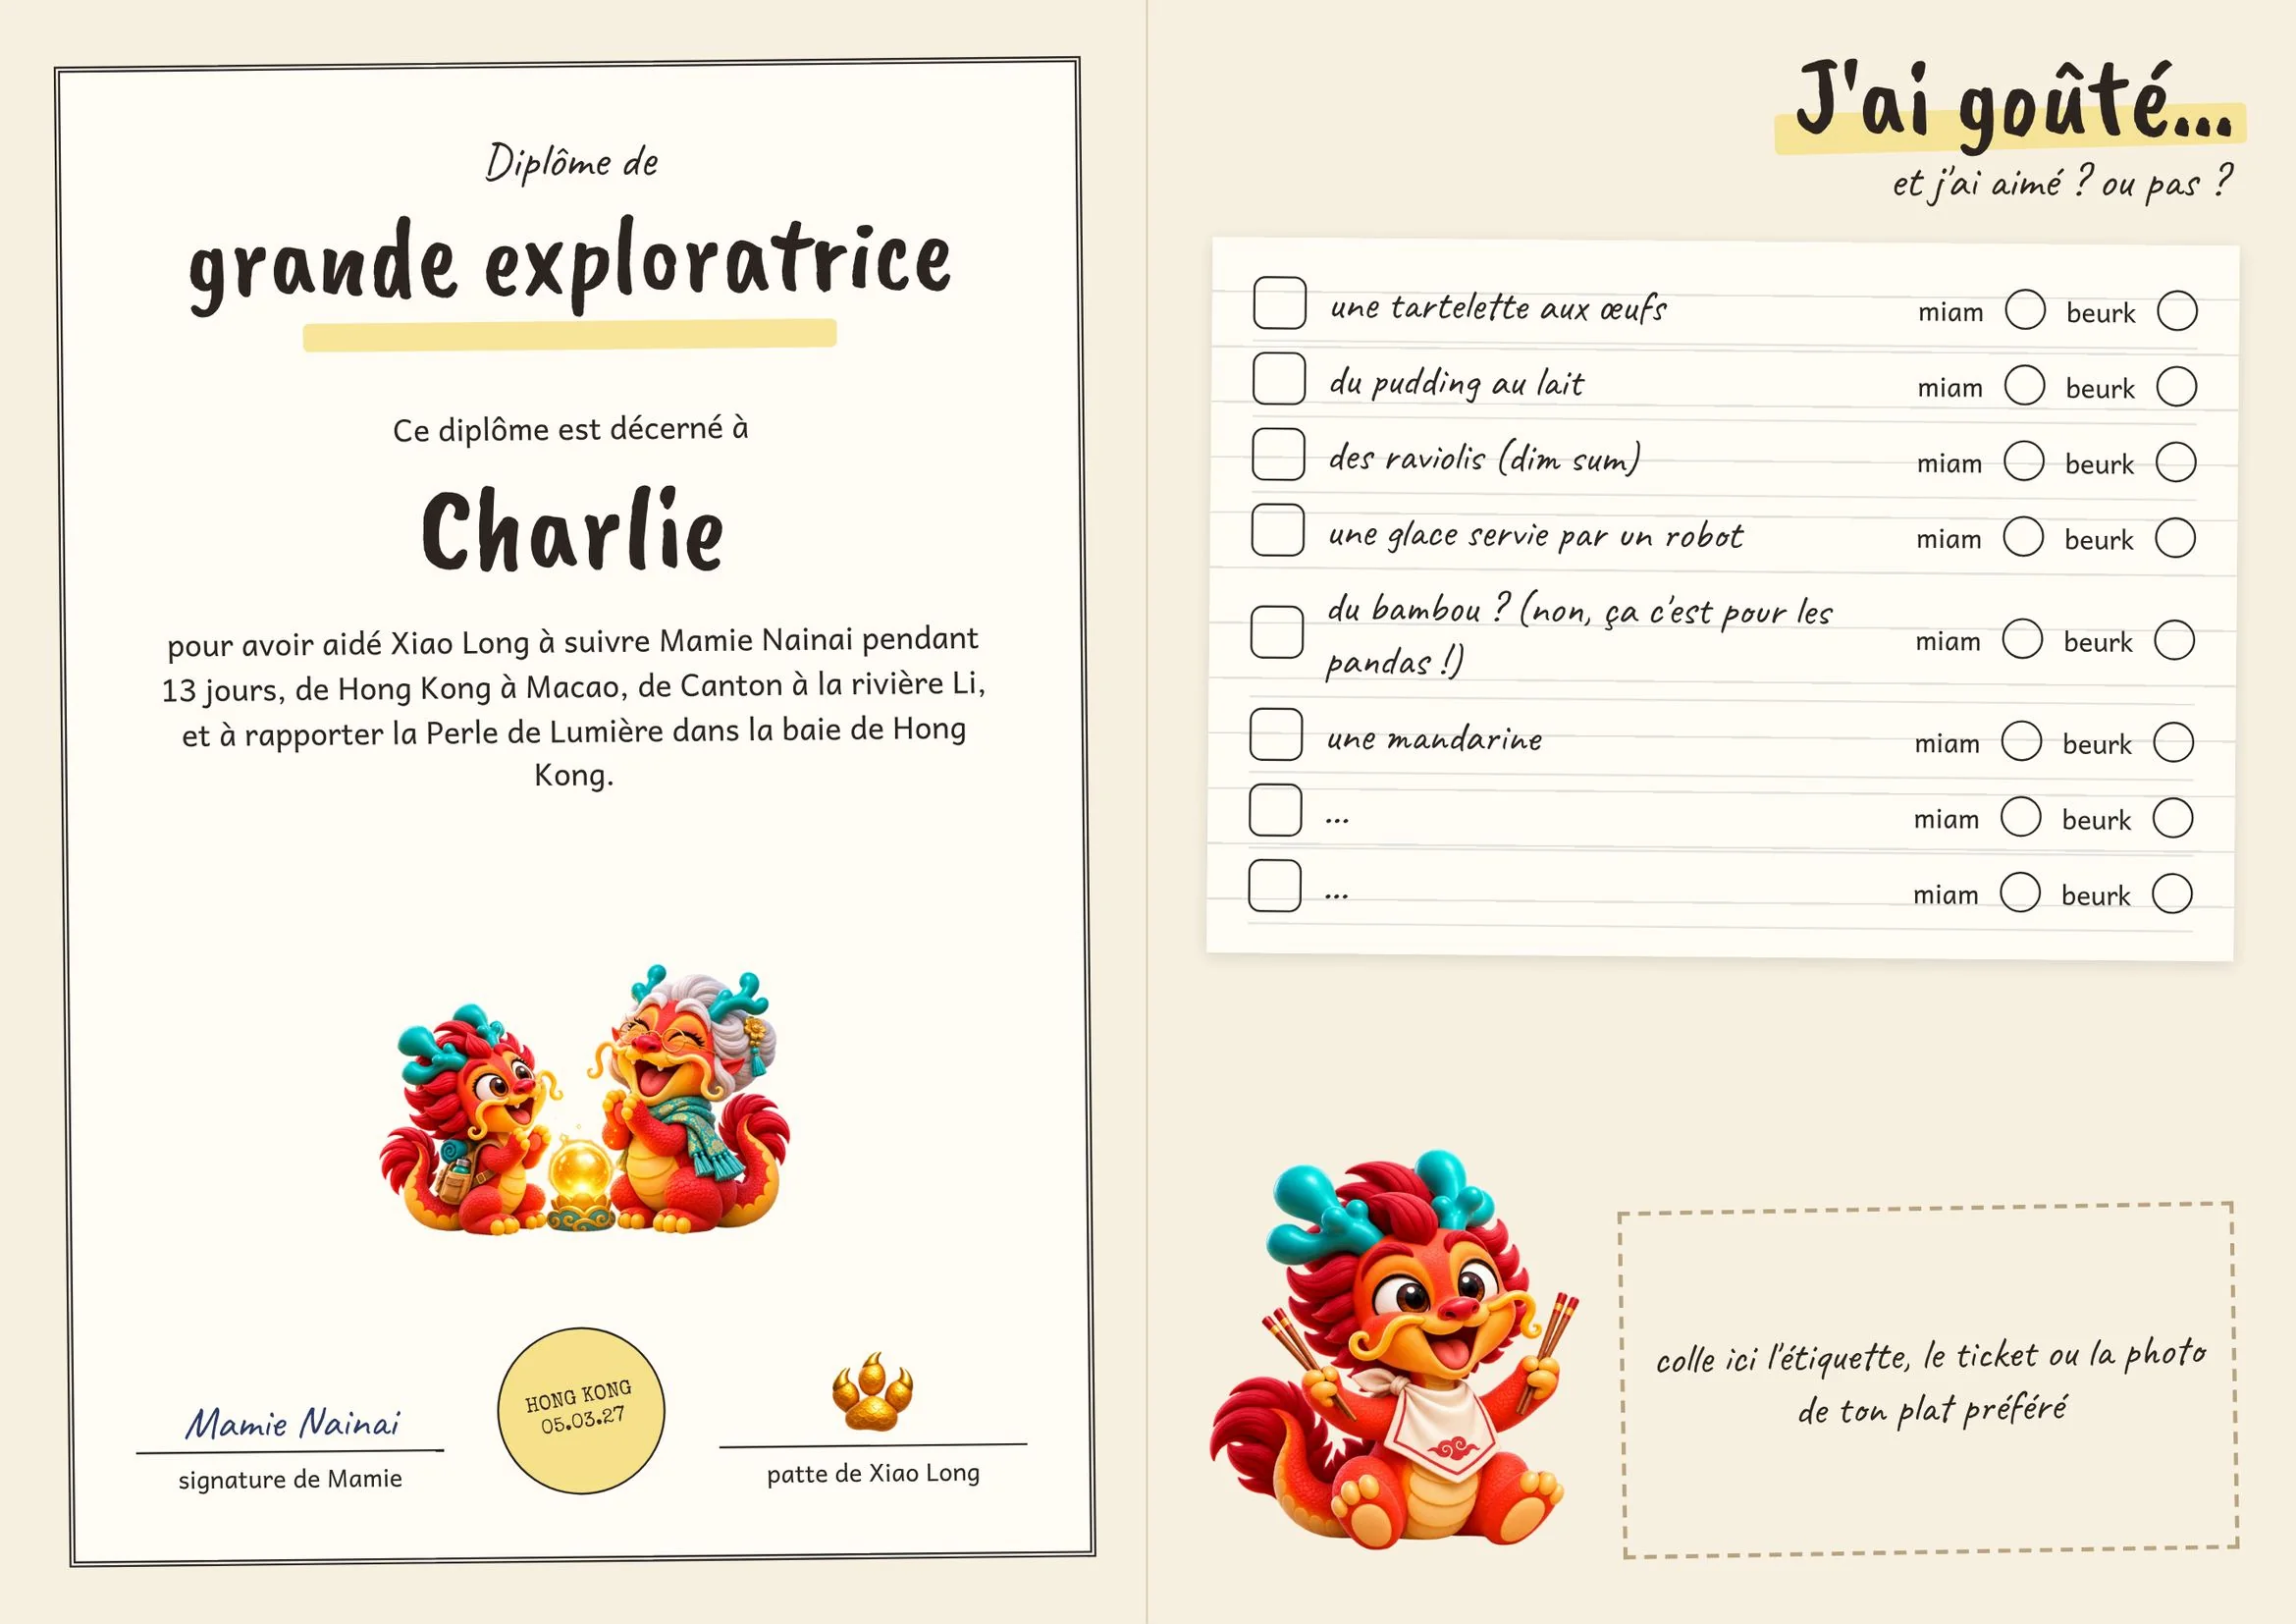 Diplôme de
grande exploratrice
Ce diplôme est décerné à
Charlie
pour avoir aidé Xiao Long à suivre Mamie Nainai pendant
13 jours, de Hong Kong à Macao, de Canton à la rivière Li,
et à rapporter la Perle de Lumière dans la baie de Hong
Kong.
Mamie Nainai
signature de Mamie
HONG KONG
05.03.27
patte de Xiao Long
J'ai goûté...
et j'ai aimé ? ou pas ?
une tartelette aux œufs miam beurk
du pudding au lait miam beurk
des raviolis (dim sum) miam beurk
une glace servie par un robot miam beurk
du bambou ? (non, ça c'est pour les
pandas !) miam beurk
une mandarine miam beurk
... miam beurk
... miam beurk
colle ici l'étiquette, le ticket ou la photo
de ton plat préféré